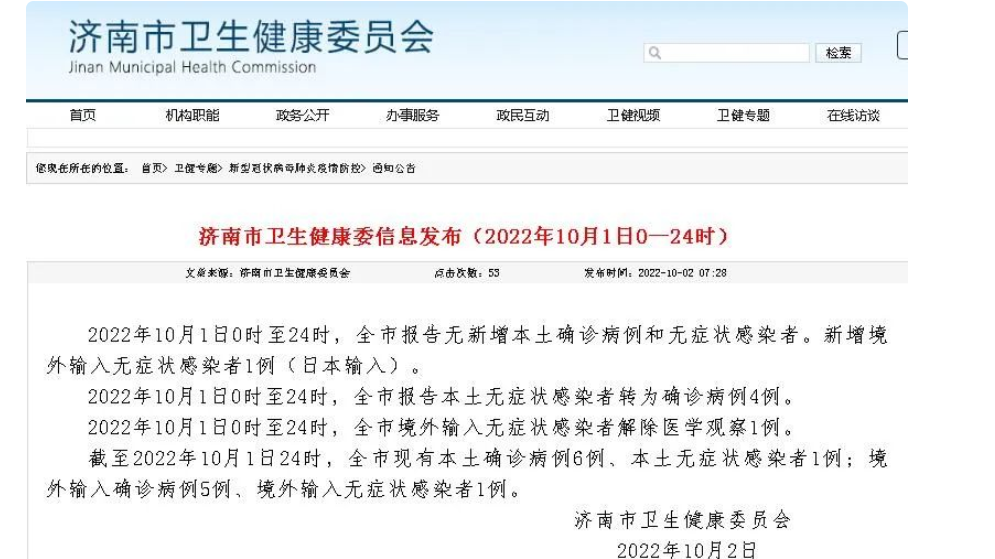 济南市卫生健康委员会
Jinan Municipal Health Commission
检索
首页 机构职能 政务公开 办事服务 政民互动 卫健视频 卫健专题 在线访谈
您现在所在的位置： 首页> 卫健专题> 新型冠状病毒肺炎疫情防控> 通知公告
济南市卫生健康委信息发布（2022年10月1日0—24时）
文章来源：济南市卫生健康委员会 点击次数：53 发布时间：2022-10-02 07:28
2022年10月1日0时至24时，全市报告无新增本土确诊病例和无症状感染者。新增境
外输入无症状感染者1例（日本输入）。
2022年10月1日0时至24时，全市报告本土无症状感染者转为确诊病例4例。
2022年10月1日0时至24时，全市境外输入无症状感染者解除医学观察1例。
截至2022年10月1日24时，全市现有本土确诊病例6例、本土无症状感染者1例；境
外输入确诊病例5例、境外输入无症状感染者1例。
济南市卫生健康委员会
2022年10月2日